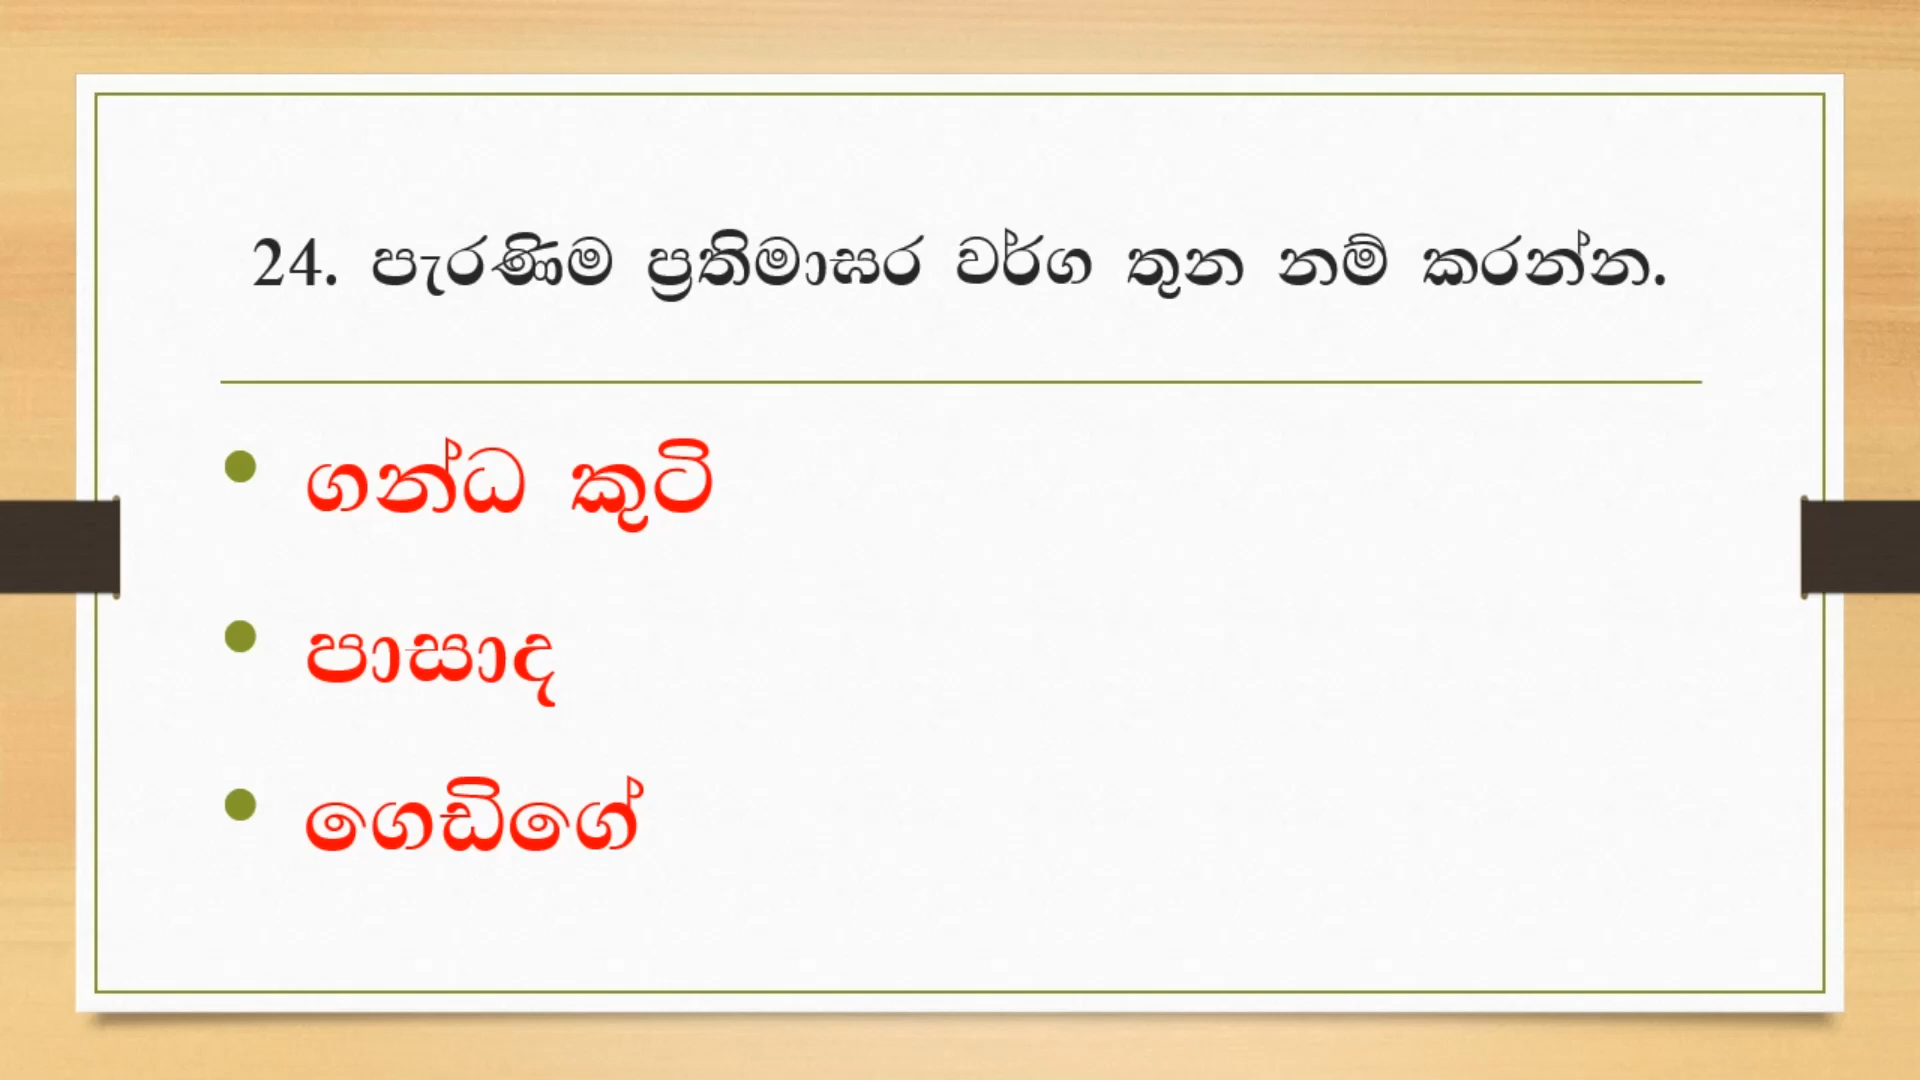 24. පැරණිම ප්‍රතිමාඝර වර්ග තුන නම් කරන්න.
• ගන්ධ කුටි
• පාසාද
• ගෙඩිගේ